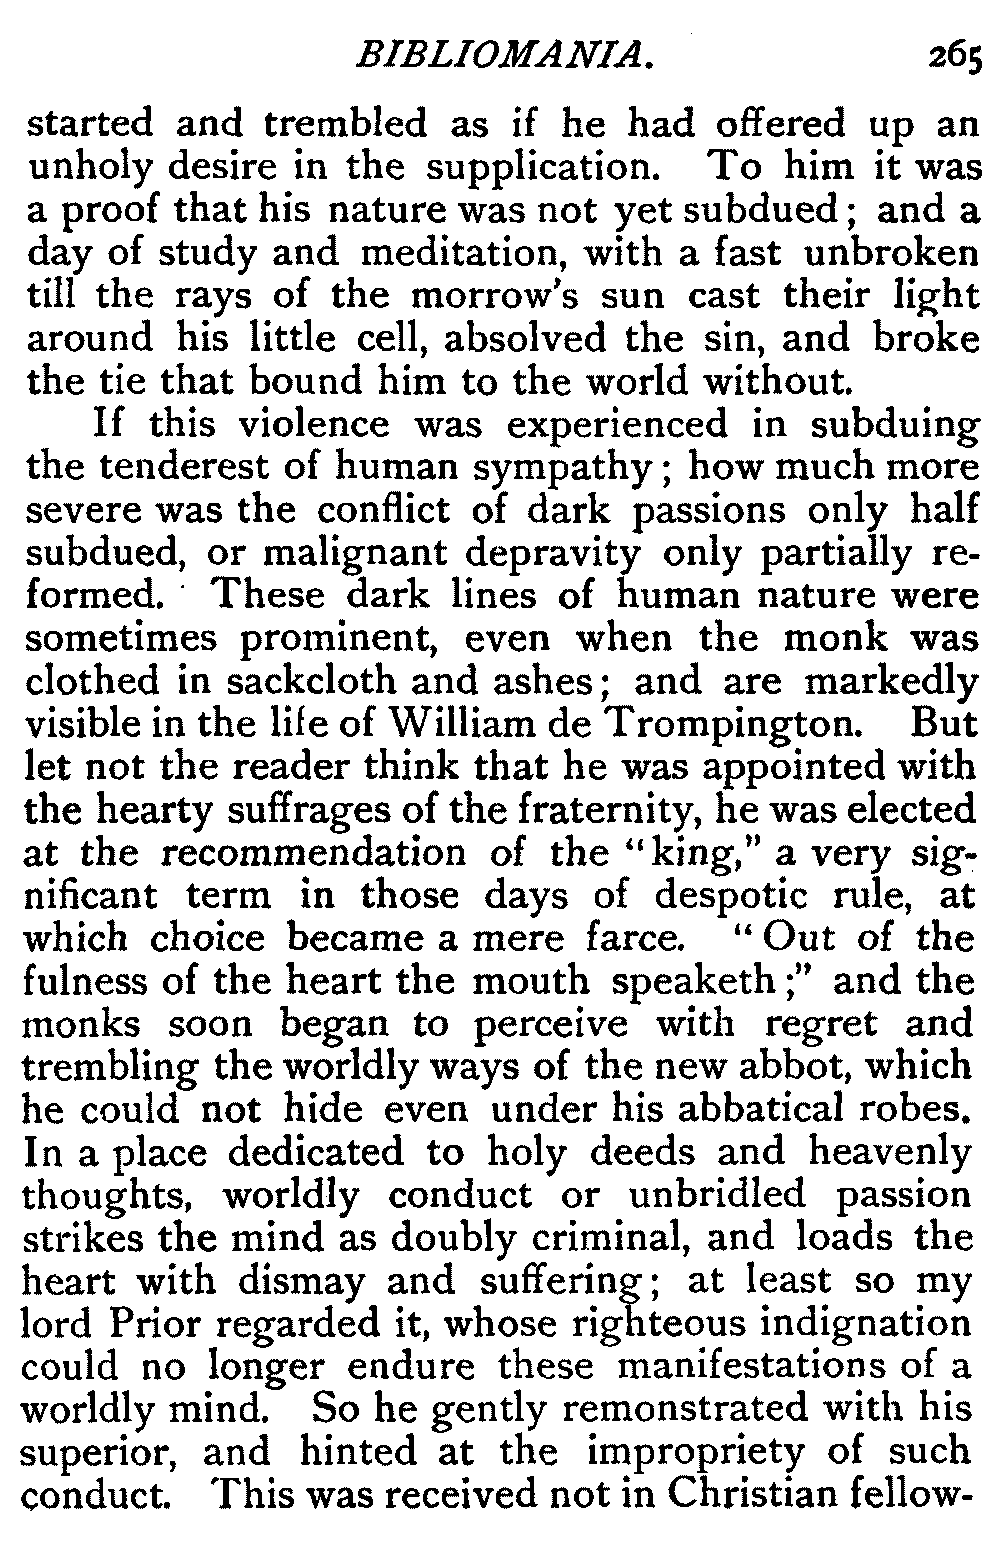 BIBLIOMANIA. 265
started and trembled as if he had offered up an
unholy desire in the supplication. To him it was
a proof that his nature was not yet subdued; and a
day of study and meditation, with a fast unbroken
till the rays of the morrow's sun cast their light
around his little cell, absolved the sin, and broke
the tie that bound him to the world without.
If this violence was experienced in subduing
the tenderest of human sympathy; how much more
severe was the conflict of dark passions only half
subdued, or malignant depravity only partially re-
formed. These dark lines of human nature were
sometimes prominent, even when the monk was
clothed in sackcloth and ashes; and are markedly
visible in the life of William de Trompington. But
let not the reader think that he was appointed with
the hearty suffrages of the fraternity, he was elected
at the recommendation of the "king," a very sig-
nificant term in those days of despotic rule, at
which choice became a mere farce. "Out of the
fulness of the heart the mouth speaketh;" and the
monks soon began to perceive with regret and
trembling the worldly ways of the new abbot, which
he could not hide even under his abbatical robes.
In a place dedicated to holy deeds and heavenly
thoughts, worldly conduct or unbridled passion
strikes the mind as doubly criminal, and loads the
heart with dismay and suffering; at least so my
lord Prior regarded it, whose righteous indignation
could no longer endure these manifestations of a
worldly mind. So he gently remonstrated with his
superior, and hinted at the impropriety of such
conduct. This was received not in Christian fellow-